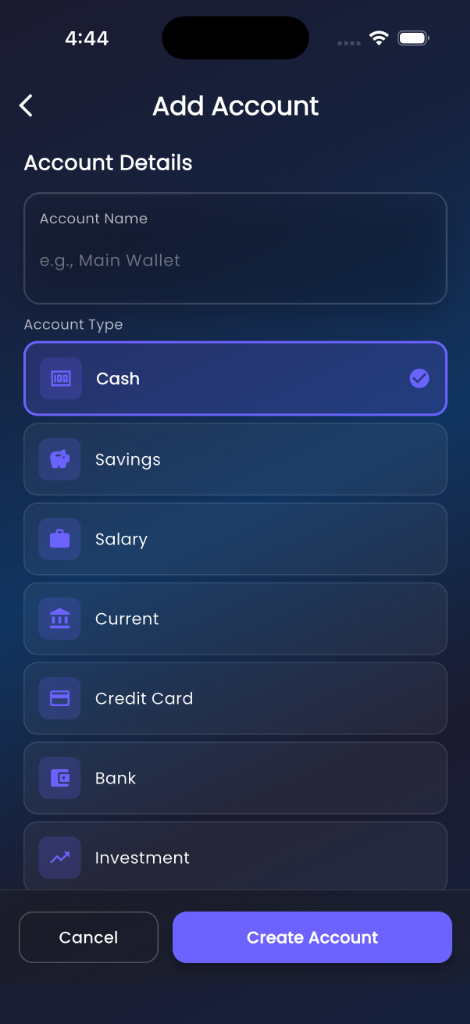 4:44
Add Account
Account Details
Account Name
e.g., Main Wallet
Account Type
Cash
Savings
Salary
Current
Credit Card
Bank
Investment
Cancel
Create Account